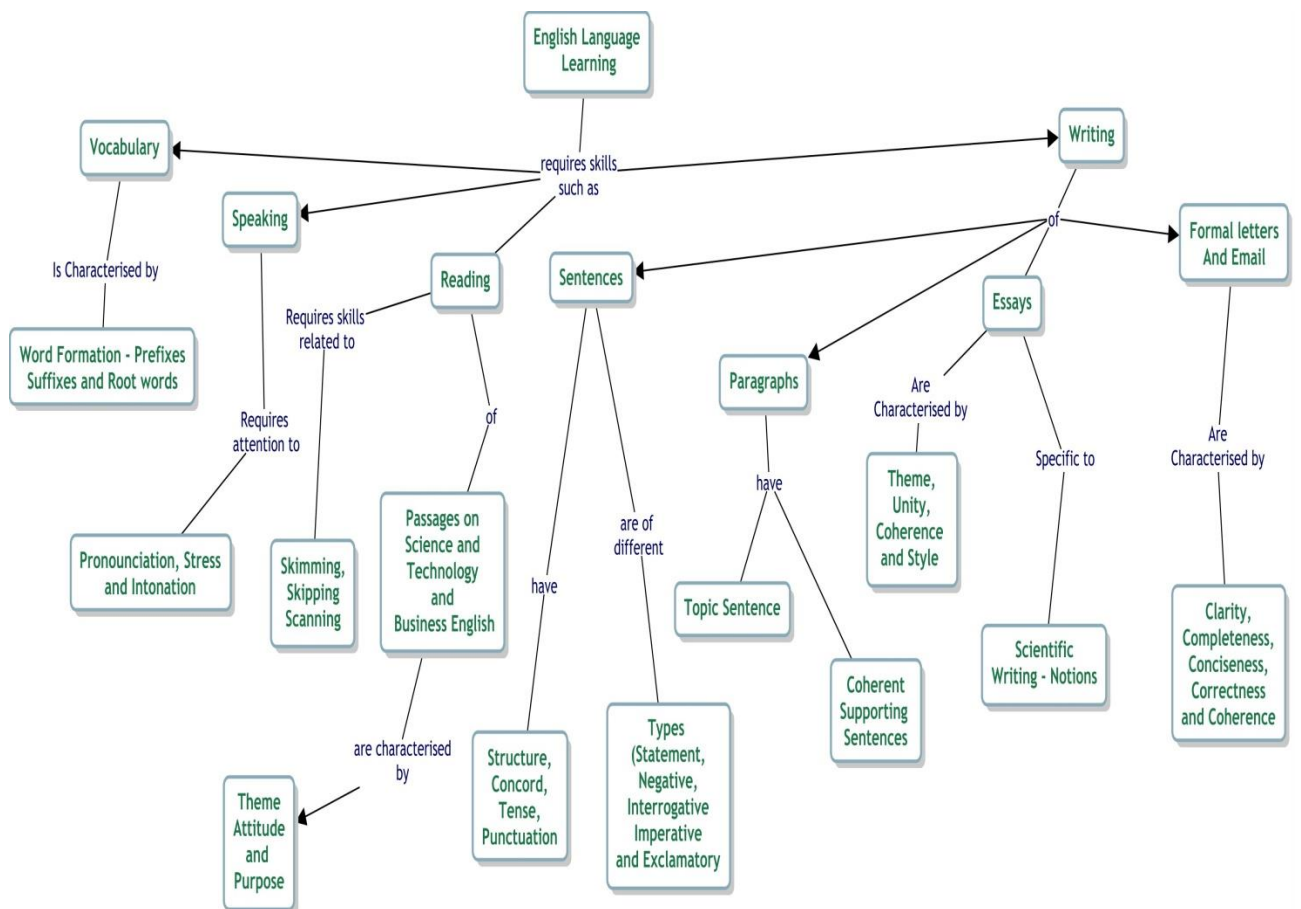 English Language
Learning
Vocabulary
Writing
requires skills
such as
Speaking
of
Formal letters
And Email
Is Characterised by
Reading
Sentences
Essays
Requires skills
related to
Word Formation - Prefixes
Suffixes and Root words
Paragraphs
Are
Characterised by
Requires
attention to
of
Are
Characterised by
Specific to
have
Theme,
Unity,
Coherence
and Style
Passages on
Science and
Technology
and
Business English
are of
different
Pronounciation, Stress
and Intonation
Skimming,
Skipping
Scanning
have
Topic Sentence
Clarity,
Completeness,
Conciseness,
Correctness
and Coherence
Scientific
Writing - Notions
Coherent
Supporting
Sentences
are characterised
by
Structure,
Concord,
Tense,
Punctuation
Types
(Statement,
Negative,
Interrogative
Imperative
and Exclamatory
Theme
Attitude
and
Purpose